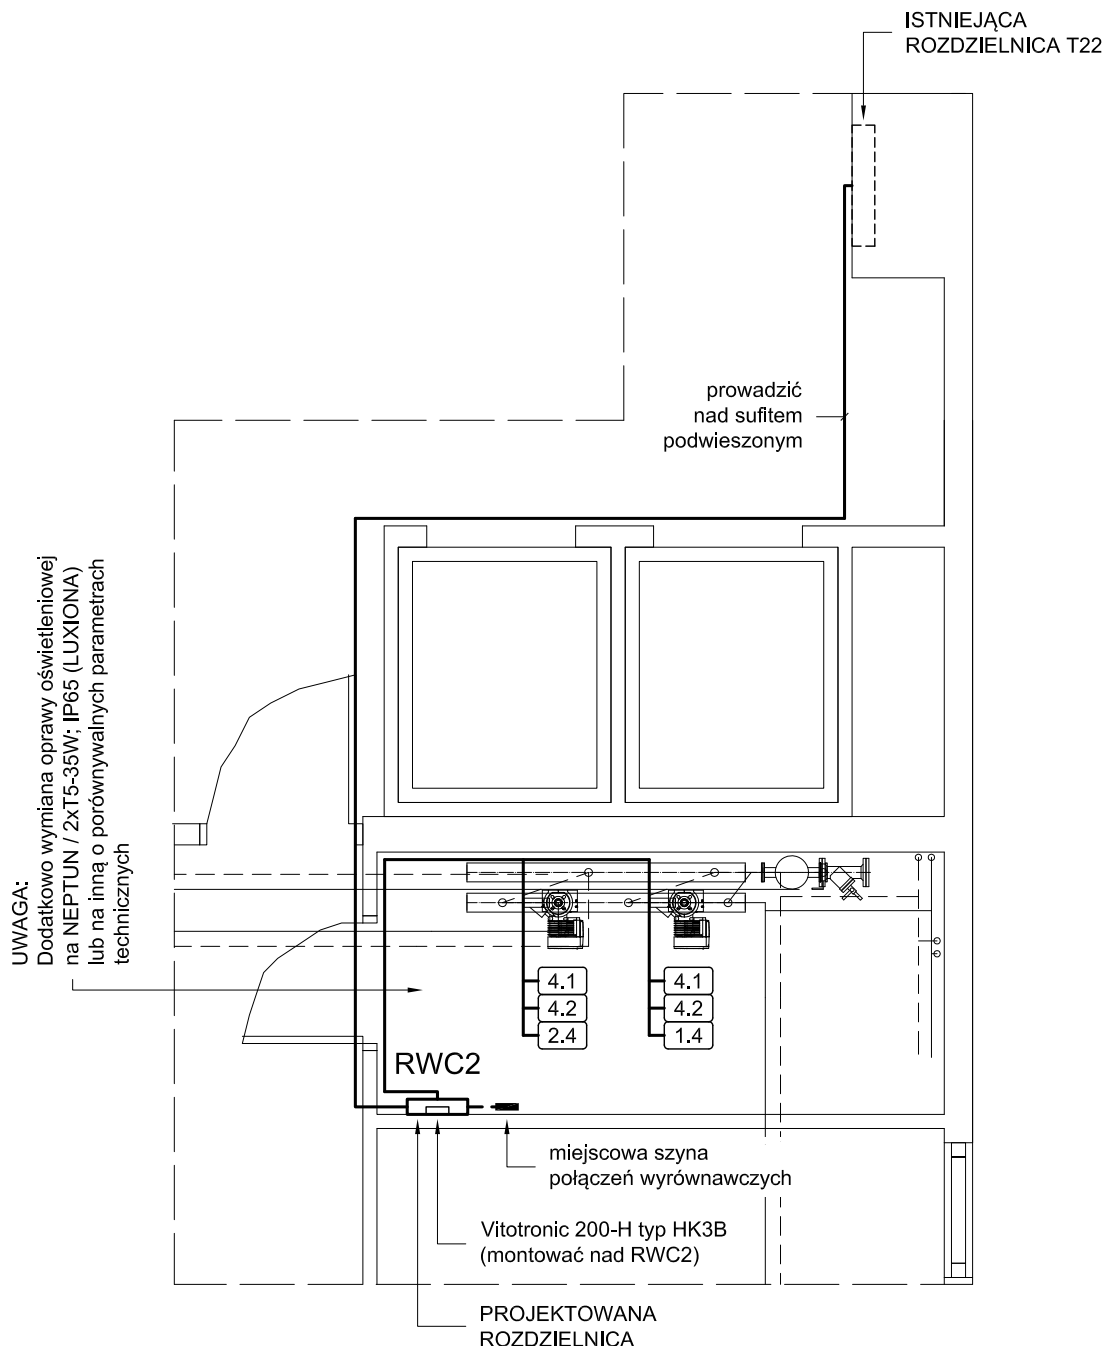 ISTNIEJĄCA
ROZDZIELNICA T22
prowadzić
nad sufitem
podwieszonym
UWAGA:
Dodatkowo wymiana oprawy oświetleniowej
na NEPTUN / 2xT5-35W; IP65 (LUXIONA)
lub na inną o porównywalnych parametrach
technicznych
4.1
4.2
2.4
4.1
4.2
1.4
RWC2
miejscowa szyna
połączeń wyrównawczych
Vitotronic 200-H typ HK3B
(montować nad RWC2)
PROJEKTOWANA
ROZDZIELNICA